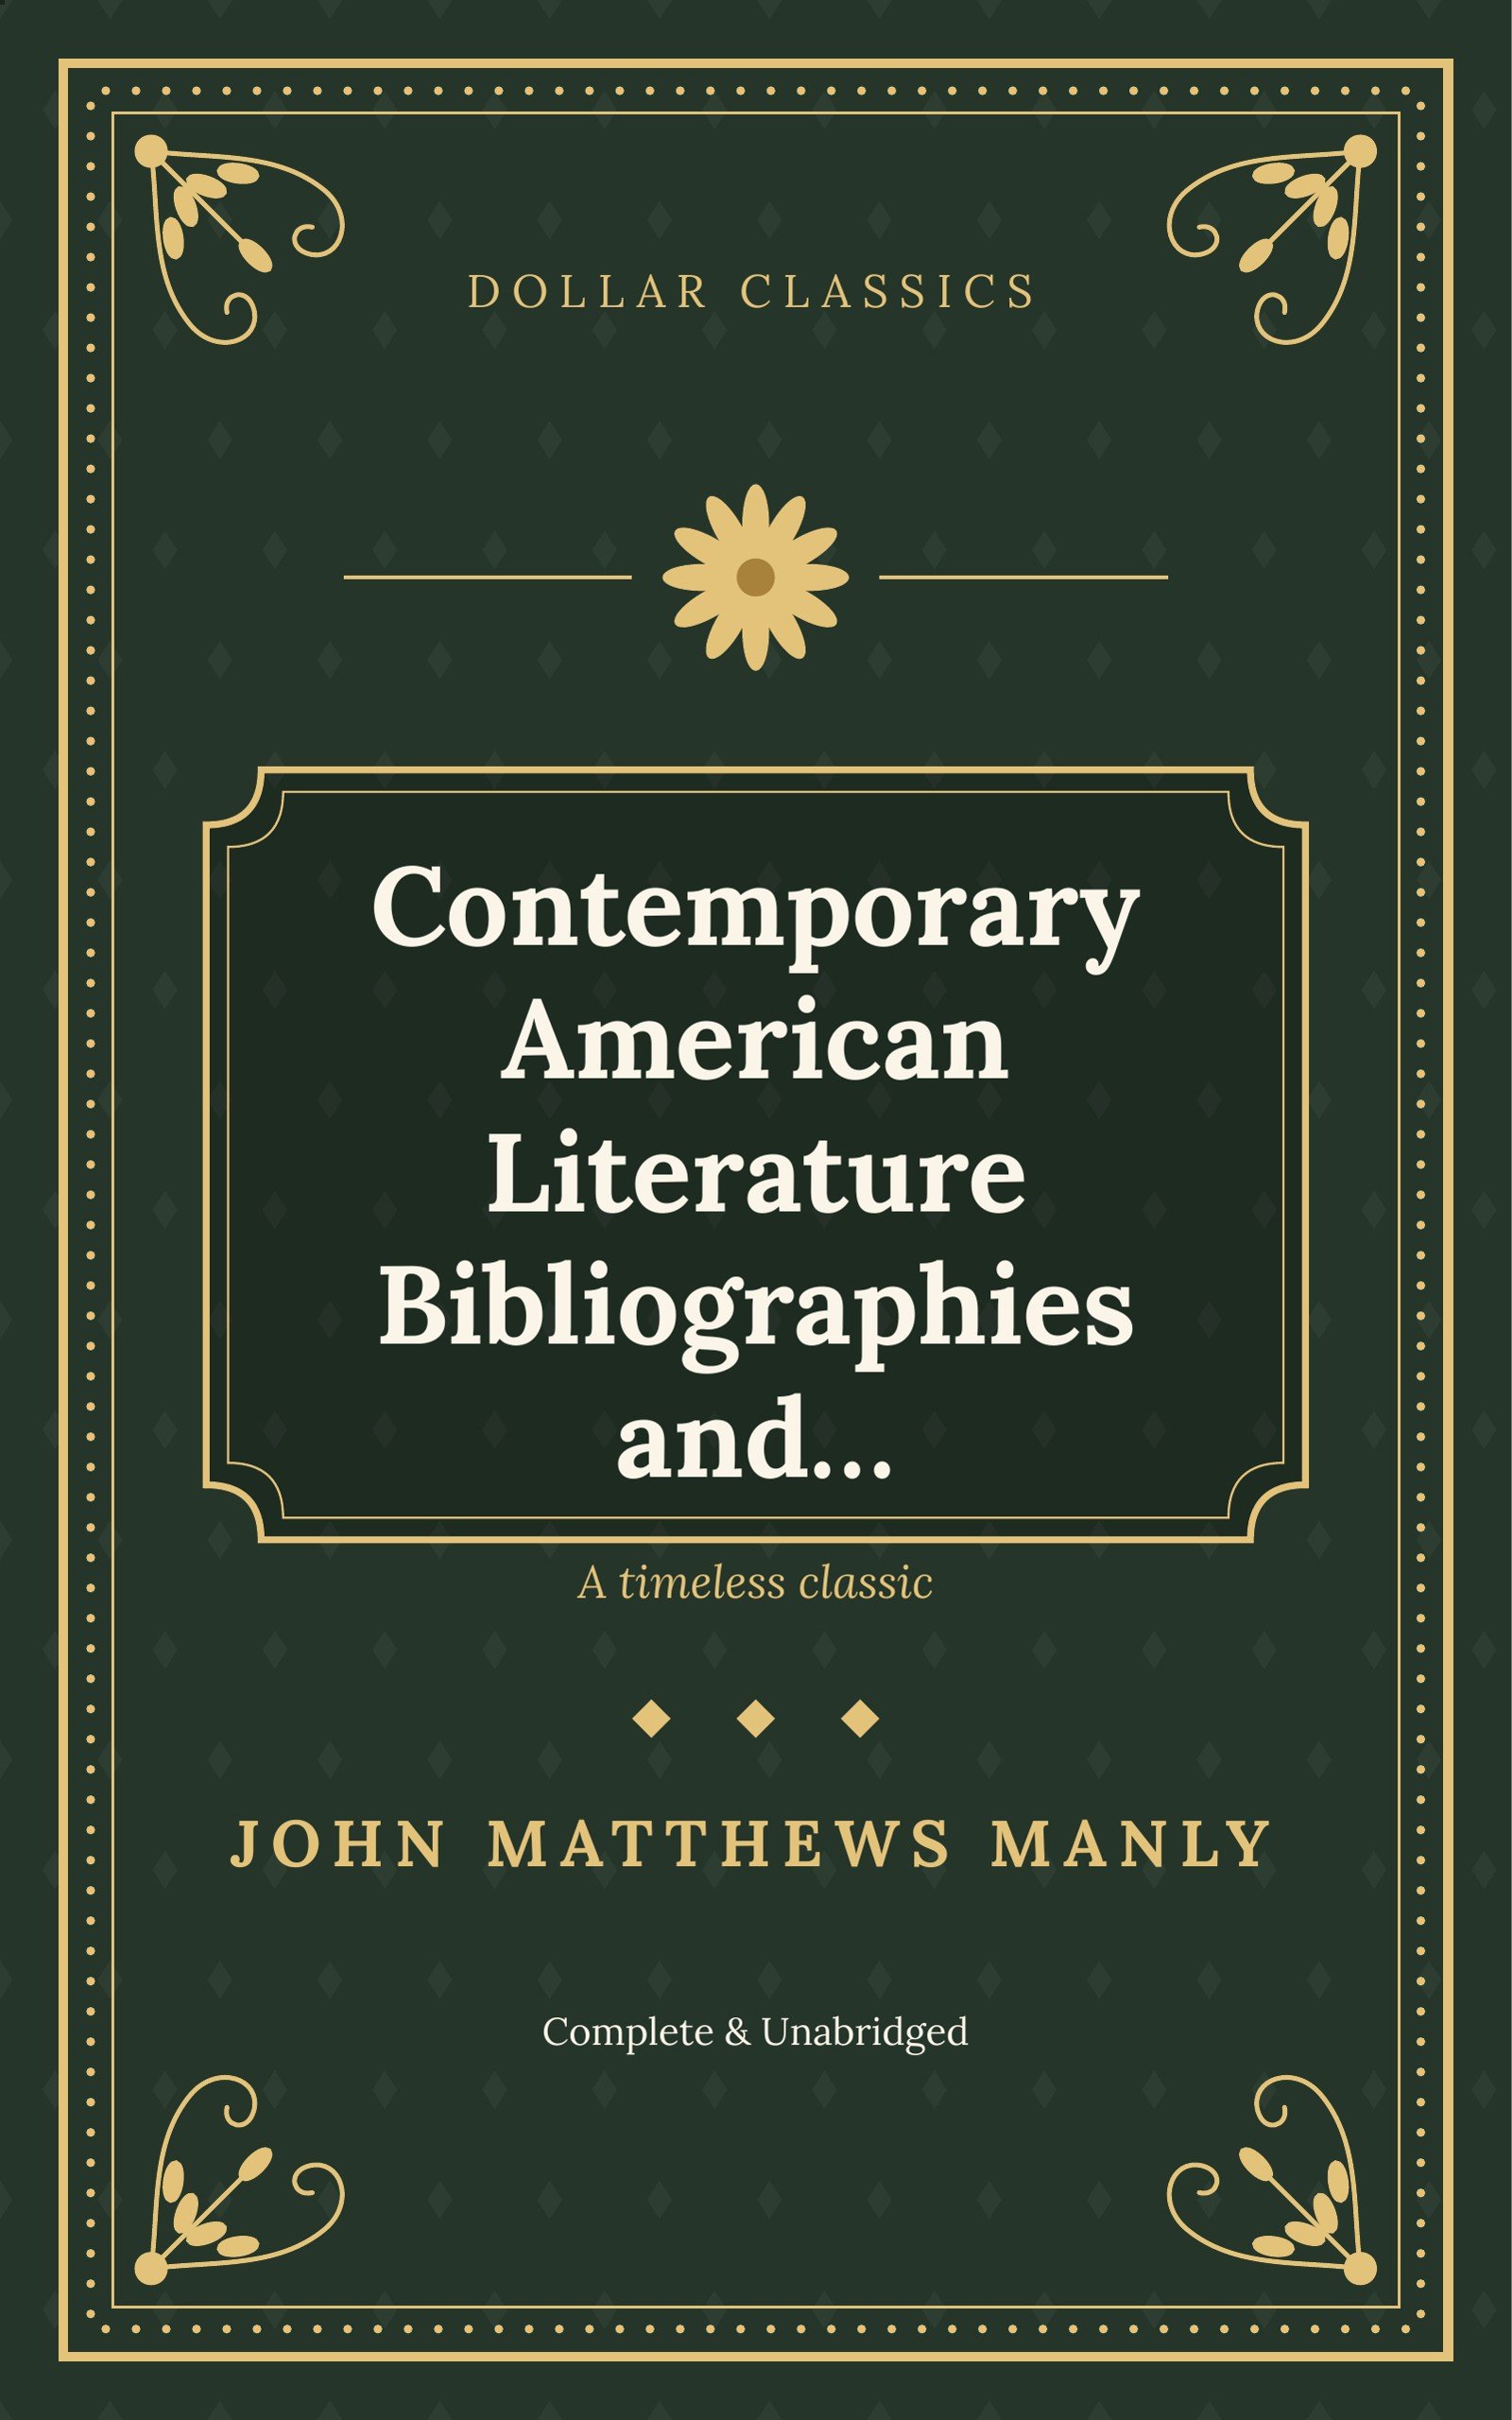 DOLLAR CLASSICS
Contemporary
American
Literature
Bibliographies
and...
A timeless classic
JOHN MATTHEWS MANLY
Complete & Unabridged